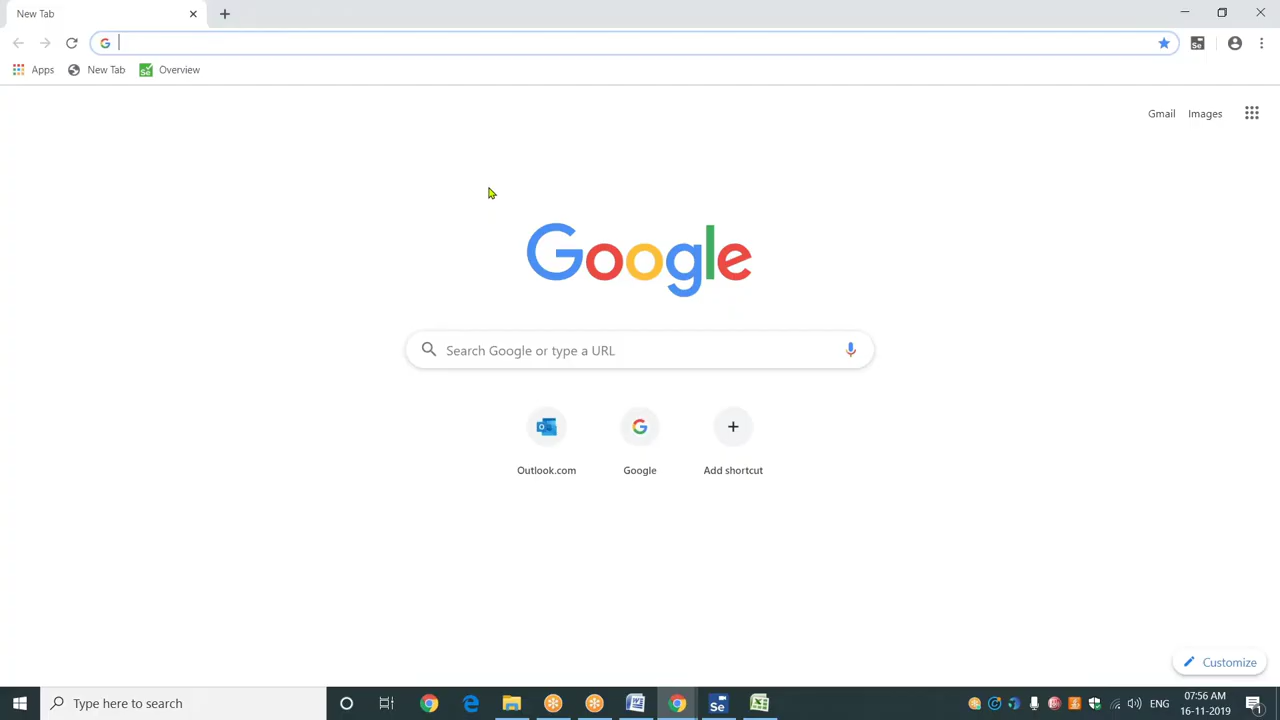 New Tab
Apps New Tab Overview
Gmail Images
Google
Search Google or type a URL
Outlook.com Google Add shortcut
Customize
Type here to search
07:56 AM
ENG
16-11-2019